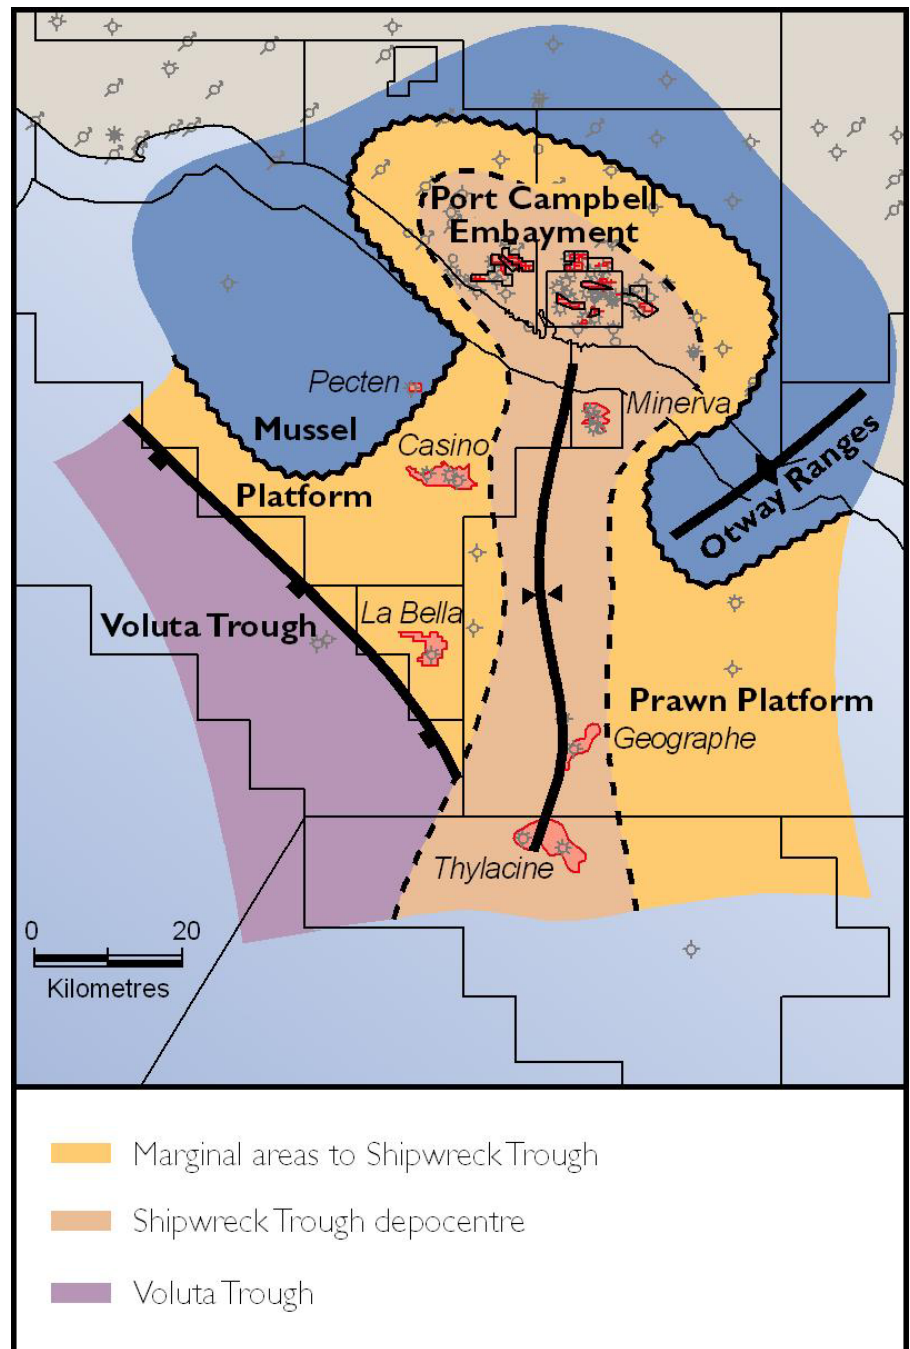 Port Campbell
Embayment
Pecten
Minerva
Mussel
Casino
Otway Ranges
Platform
Voluta Trough
La Bella
Prawn Platform
Geographe
Thylacine
0 20
Kilometres
Marginal areas to Shipwreck Trough
Shipwreck Trough depocentre
Voluta Trough